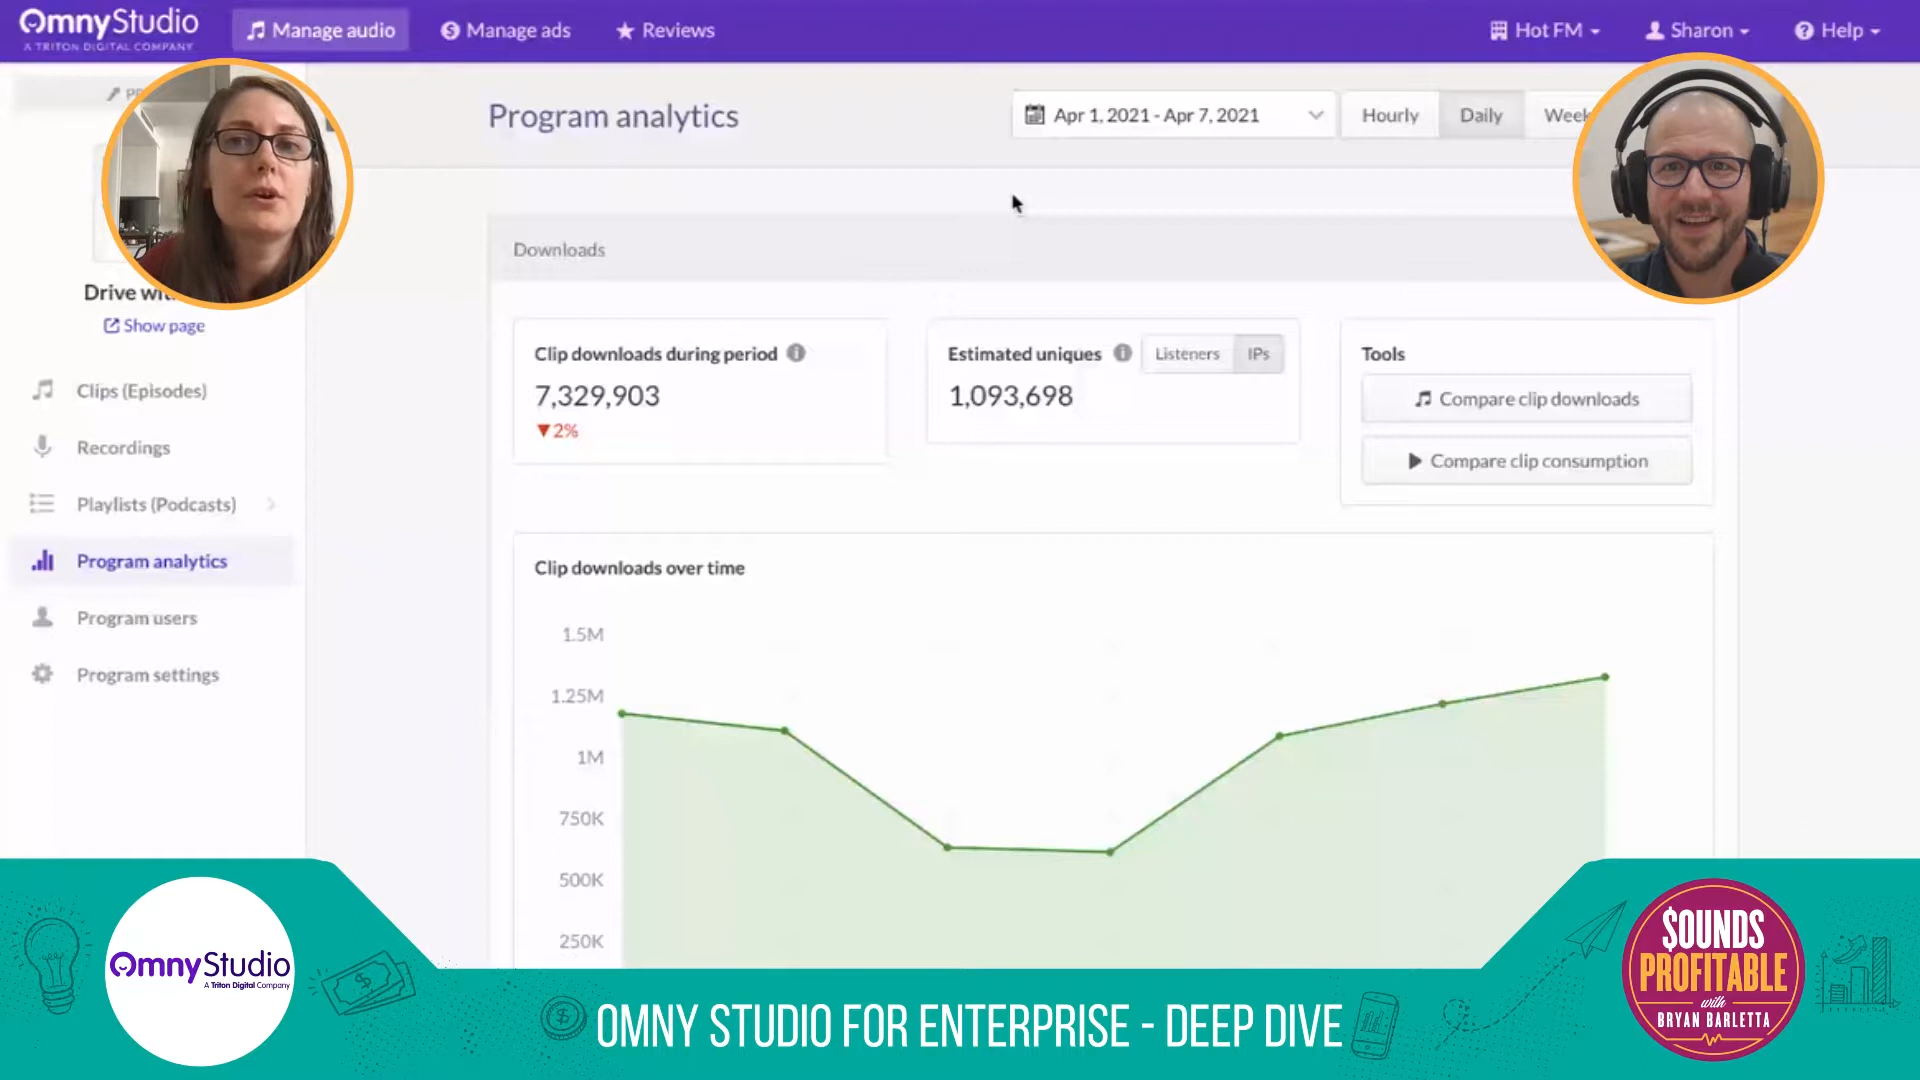 OmnyStudio
A TRITON DIGITAL COMPANY
Manage audio
Manage ads
Reviews
Hot FM
Sharon
Help
Program analytics
Apr 1, 2021 - Apr 7, 2021
Hourly
Daily
Drive
Show page
Clips (Episodes)
Recordings
Playlists (Podcasts)
Program analytics
Program users
Program settings
Downloads
Clip downloads during period
7,329,903
▼2%
Estimated uniques
Listeners
IPs
1,093,698
Tools
Compare clip downloads
Compare clip consumption
Clip downloads over time
1.5M
1.25M
1M
750K
500K
250K
OmnyStudio
A Triton Digital Company
OMNY STUDIO FOR ENTERPRISE - DEEP DIVE
$OUNDS
PROFITABLE
with
BRYAN BARLETTA